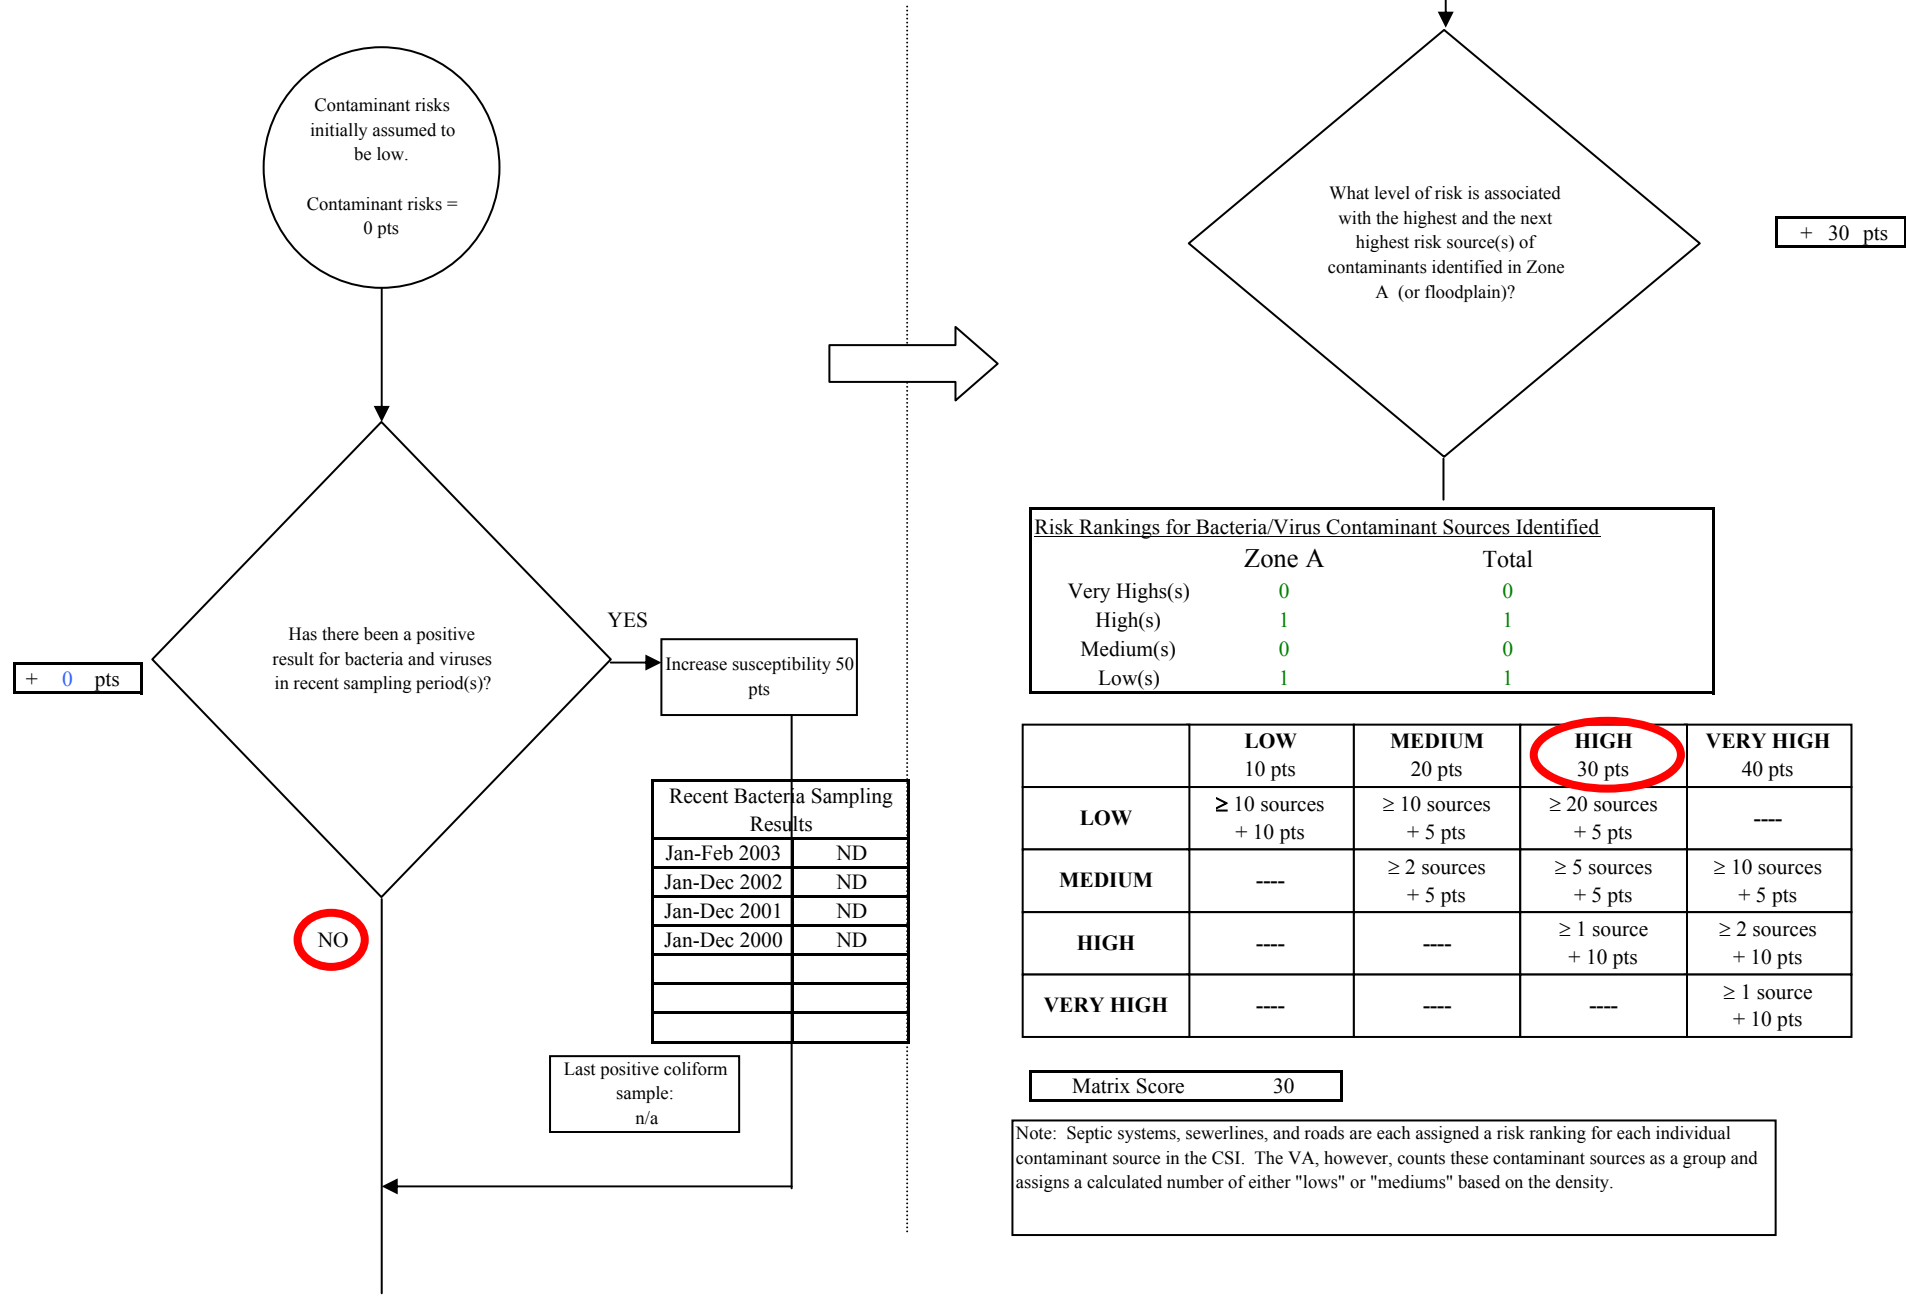 Contaminant risks
initially assumed to
be low.
Contaminant risks =
0 pts
Has there been a positive
result for bacteria and viruses
in recent sampling period(s)?
+ 0 pts
YES
Increase susceptibility 50
pts
Recent Bacteria Sampling
Results
Jan-Feb 2003 ND
Jan-Dec 2002 ND
Jan-Dec 2001 ND
Jan-Dec 2000 ND
NO
Last positive coliform
sample:
n/a
What level of risk is associated
with the highest and the next
highest risk source(s) of
contaminants identified in Zone
A (or floodplain)?
+ 30 pts
Risk Rankings for Bacteria/Virus Contaminant Sources Identified
Zone A Total
Very Highs(s) 0 0
High(s) 1 1
Medium(s) 0 0
Low(s) 1 1
LOW MEDIUM HIGH VERY HIGH
10 pts 20 pts 30 pts 40 pts
LOW ≥ 10 sources ≥ 10 sources ≥ 20 sources ----
+ 10 pts + 5 pts + 5 pts
MEDIUM ---- ≥ 2 sources ≥ 5 sources ≥ 10 sources
+ 5 pts + 5 pts + 5 pts
HIGH ---- ---- ≥ 1 source ≥ 2 sources
+ 10 pts + 10 pts
VERY HIGH ---- ---- ---- ≥ 1 source
+ 10 pts
Matrix Score 30
Note: Septic systems, sewerlines, and roads are each assigned a risk ranking for each individual
contaminant source in the CSI. The VA, however, counts these contaminant sources as a group and
assigns a calculated number of either "lows" or "mediums" based on the density.